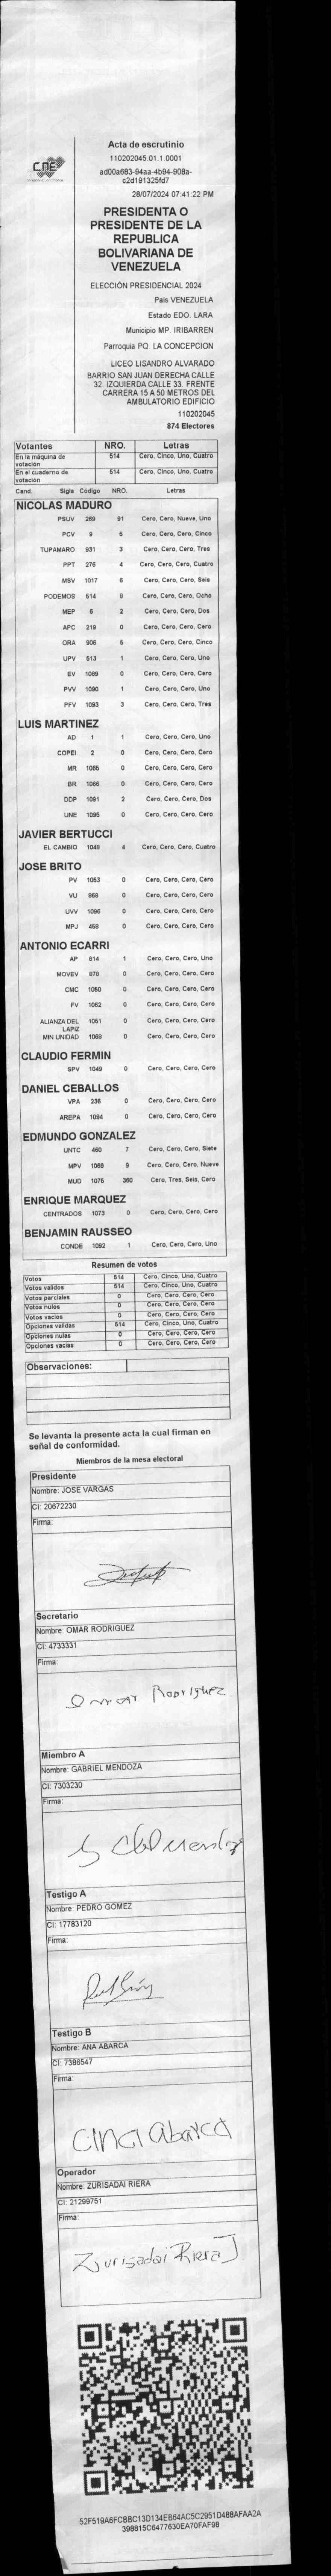 CNE
Acta de escrutinio
110202045.01.1.0001
ad00a683-94aa-4b94-908a-
c2d191325fd7
28/07/2024 07:41:22 PM
PRESIDENTA O
PRESIDENTE DE LA
REPUBLICA
BOLIVARIANA DE
VENEZUELA
ELECCIÓN PRESIDENCIAL 2024
Pais VENEZUELA
Estado EDO. LARA
Municipio MP. IRIBARREN
Parroquia PQ. LA CONCEPCION
LICEO LISANDRO ALVARADO
BARRIO SAN JUAN DERECHA CALLE
32. IZQUIERDA CALLE 33. FRENTE
CARRERA 15 A 50 METROS DEL
AMBULATORIO EDIFICIO
110202045
874 Electores
Votantes NRO. Letras
En la máquina de votación 514 Cero, Cinco, Uno, Cuatro
En el cuaderno de votación 514 Cero, Cinco, Uno, Cuatro
Cand. Sigla Código NRO. Letras
NICOLAS MADURO
PSUV 269 91 Cero, Cero, Nueve, Uno
PCV 9 5 Cero, Cero, Cero, Cinco
TUPAMARO 931 3 Cero, Cero, Cero, Tres
PPT 276 4 Cero, Cero, Cero, Cuatro
MSV 1017 6 Cero, Cero, Cero, Seis
PODEMOS 514 8 Cero, Cero, Cero, Ocho
MEP 6 2 Cero, Cero, Cero, Dos
APC 219 0 Cero, Cero, Cero, Cero
ORA 906 5 Cero, Cero, Cero, Cinco
UPV 513 1 Cero, Cero, Cero, Uno
EV 1099 0 Cero, Cero, Cero, Cero
PVV 1090 1 Cero, Cero, Cero, Uno
PFV 1093 3 Cero, Cero, Cero, Tres
LUIS MARTINEZ
AD 1 1 Cero, Cero, Cero, Uno
COPEI 2 0 Cero, Cero, Cero, Cero
MR 1065 0 Cero, Cero, Cero, Cero
BR 1066 0 Cero, Cero, Cero, Cero
DDP 1091 2 Cero, Cero, Cero, Dos
UNE 1095 0 Cero, Cero, Cero, Cero
JAVIER BERTUCCI
EL CAMBIO 1048 4 Cero, Cero, Cero, Cuatro
JOSE BRITO
PV 1053 0 Cero, Cero, Cero, Cero
VU 968 0 Cero, Cero, Cero, Cero
UVV 1096 0 Cero, Cero, Cero, Cero
MPJ 458 0 Cero, Cero, Cero, Cero
ANTONIO ECARRI
AP 814 1 Cero, Cero, Cero, Uno
MOVEV 978 0 Cero, Cero, Cero, Cero
CMC 1050 0 Cero, Cero, Cero, Cero
FV 1062 0 Cero, Cero, Cero, Cero
ALIANZA DEL LAPIZ 1051 0 Cero, Cero, Cero, Cero
MIN UNIDAD 1069 0 Cero, Cero, Cero, Cero
CLAUDIO FERMIN
SPV 1049 0 Cero, Cero, Cero, Cero
DANIEL CEBALLOS
VPA 236 0 Cero, Cero, Cero, Cero
AREPA 1094 0 Cero, Cero, Cero, Cero
EDMUNDO GONZALEZ
UNTC 460 7 Cero, Cero, Cero, Siete
MPV 1068 9 Cero, Cero, Cero, Nueve
MUD 1075 360 Cero, Tres, Seis, Cero
ENRIQUE MARQUEZ
CENTRADOS 1073 0 Cero, Cero, Cero, Cero
BENJAMIN RAUSSEO
CONDE 1092 1 Cero, Cero, Cero, Uno
Resumen de votos
Votos 514 Cero, Cinco, Uno, Cuatro
Votos validos 514 Cero, Cinco, Uno, Cuatro
Votos parciales 0 Cero, Cero, Cero, Cero
Votos nulos 0 Cero, Cero, Cero, Cero
Votos vacios 0 Cero, Cero, Cero, Cero
Opciones validas 514 Cero, Cinco, Uno, Cuatro
Opciones nulas 0 Cero, Cero, Cero, Cero
Opciones vacias 0 Cero, Cero, Cero, Cero
Observaciones:
Se levanta la presente acta la cual firman en
señal de conformidad.
Miembros de la mesa electoral
Presidente
Nombre: JOSE VARGAS
CI: 20672230
Firma:
Secretario
Nombre: OMAR RODRIGUEZ
CI: 4733331
Firma:
Omar Rodriguez
Miembro A
Nombre: GABRIEL MENDOZA
CI: 7303230
Firma:
Testigo A
Nombre: PEDRO GOMEZ
CI: 17783120
Firma:
Testigo B
Nombre: ANA ABARCA
CI: 7386547
Firma:
Ana Abarca
Operador
Nombre: ZURISADAI RIERA
CI: 21299751
Firma:
Zurisadai Riera J
52F519A6FCBBC13D134EB64AC5C2951D488AFAA2A
398815C6477630EA70FAF98